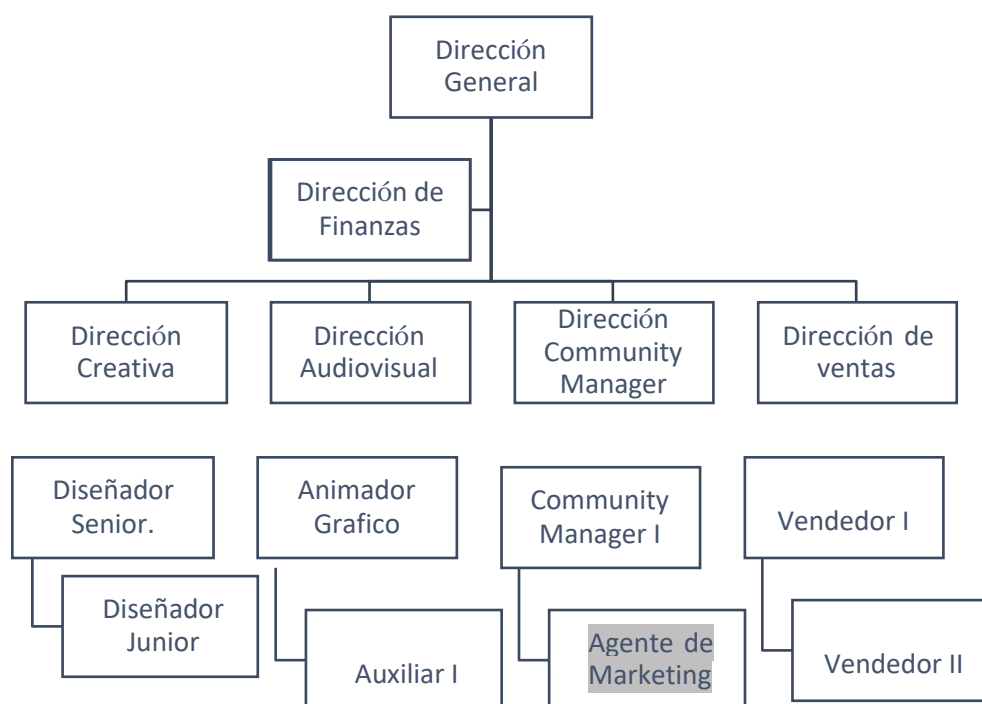 Dirección
General
Dirección de
Finanzas
Dirección
Creativa
Dirección
Audiovisual
Dirección
Community
Manager
Dirección de
ventas
Diseñador
Senior.
Animador
Grafico
Community
Manager I
Vendedor I
Diseñador
Junior
Auxiliar I
Agente de
Marketing
Vendedor II